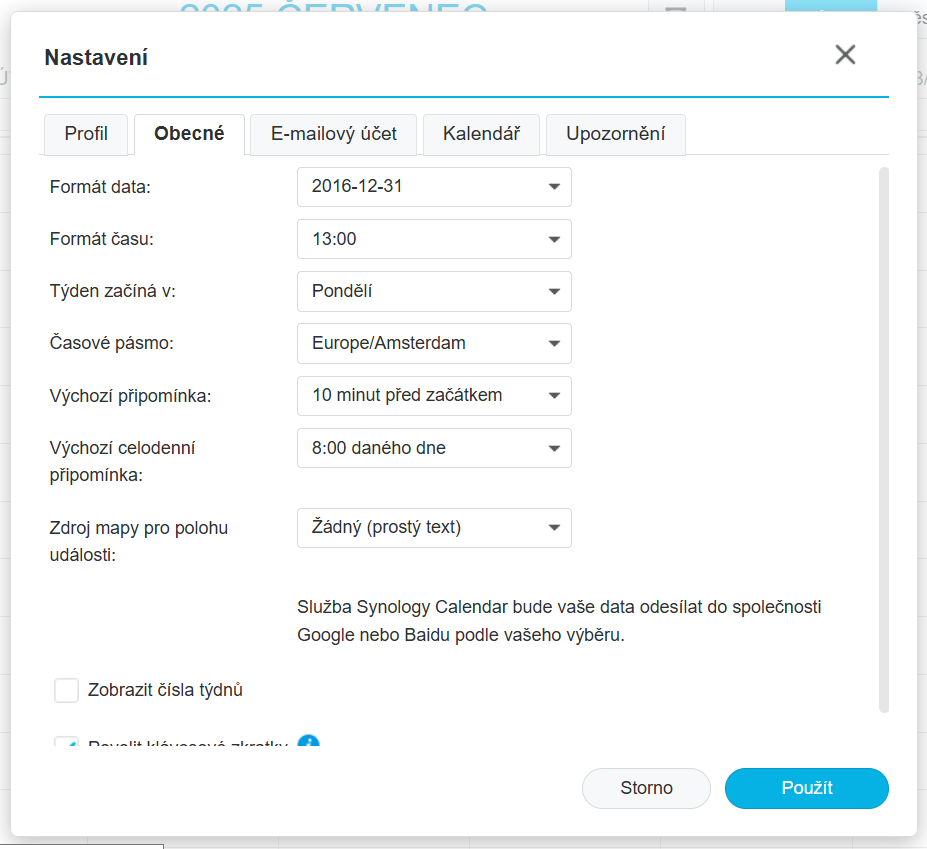 2025 ČERVENEC
Nastavení
Profil
Obecné
E-mailový účet
Kalendář
Upozornění
Formát data:
2016-12-31
Formát času:
13:00
Týden začíná v:
Pondělí
Časové pásmo:
Europe/Amsterdam
Výchozí připomínka:
10 minut před začátkem
Výchozí celodenní
připomínka:
8:00 daného dne
Zdroj mapy pro polohu
události:
Žádný (prostý text)
Služba Synology Calendar bude vaše data odesílat do společnosti
Google nebo Baidu podle vašeho výběru.
Zobrazit čísla týdnů
Povolit klávesové zkratky
Storno
Použít